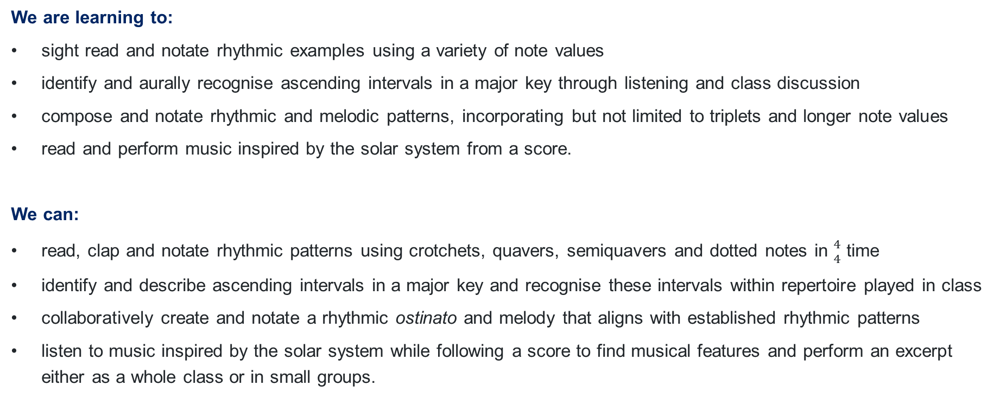 We are learning to:
• sight read and notate rhythmic examples using a variety of note values
• identify and aurally recognise ascending intervals in a major key through listening and class discussion
• compose and notate rhythmic and melodic patterns, incorporating but not limited to triplets and longer note values
• read and perform music inspired by the solar system from a score.
We can:
• read, clap and notate rhythmic patterns using crotchets, quavers, semiquavers and dotted notes in 4/4 time
• identify and describe ascending intervals in a major key and recognise these intervals within repertoire played in class
• collaboratively create and notate a rhythmic ostinato and melody that aligns with established rhythmic patterns
• listen to music inspired by the solar system while following a score to find musical features and perform an excerpt
either as a whole class or in small groups.